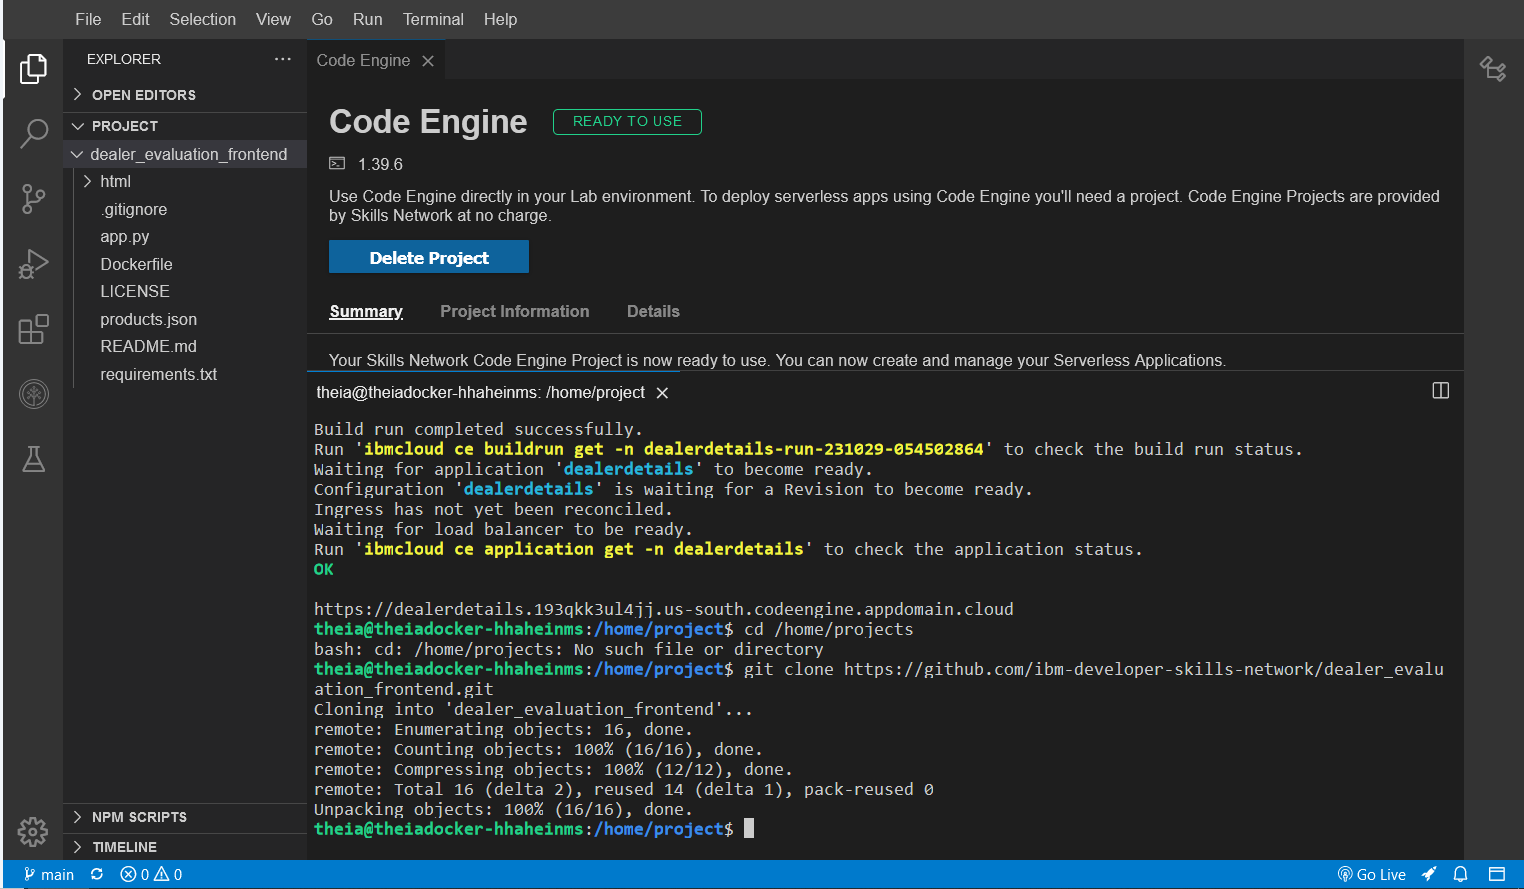 File Edit Selection View Go Run Terminal Help
EXPLORER
OPEN EDITORS
PROJECT
dealer_evaluation_frontend
html
.gitignore
app.py
Dockerfile
LICENSE
products.json
README.md
requirements.txt
NPM SCRIPTS
TIMELINE
Code Engine
Code Engine READY TO USE
1.39.6
Use Code Engine directly in your Lab environment. To deploy serverless apps using Code Engine you'll need a project. Code Engine Projects are provided
by Skills Network at no charge.
Delete Project
Summary Project Information Details
Your Skills Network Code Engine Project is now ready to use. You can now create and manage your Serverless Applications.
theia@theiadocker-hhaheinms: /home/project
Build run completed successfully.
Run 'ibmcloud ce buildrun get -n dealerdetails-run-231029-054502864' to check the build run status.
Waiting for application 'dealerdetails' to become ready.
Configuration 'dealerdetails' is waiting for a Revision to become ready.
Ingress has not yet been reconciled.
Waiting for load balancer to be ready.
Run 'ibmcloud ce application get -n dealerdetails' to check the application status.
OK
https://dealerdetails.193qkk3ul4jj.us-south.codeengine.appdomain.cloud
theia@theiadocker-hhaheinms:/home/project$ cd /home/projects
bash: cd: /home/projects: No such file or directory
theia@theiadocker-hhaheinms:/home/project$ git clone https://github.com/ibm-developer-skills-network/dealer_evalu
ation_frontend.git
Cloning into 'dealer_evaluation_frontend'...
remote: Enumerating objects: 16, done.
remote: Counting objects: 100% (16/16), done.
remote: Compressing objects: 100% (12/12), done.
remote: Total 16 (delta 2), reused 14 (delta 1), pack-reused 0
Unpacking objects: 100% (16/16), done.
theia@theiadocker-hhaheinms:/home/project$
main 0 0 Go Live